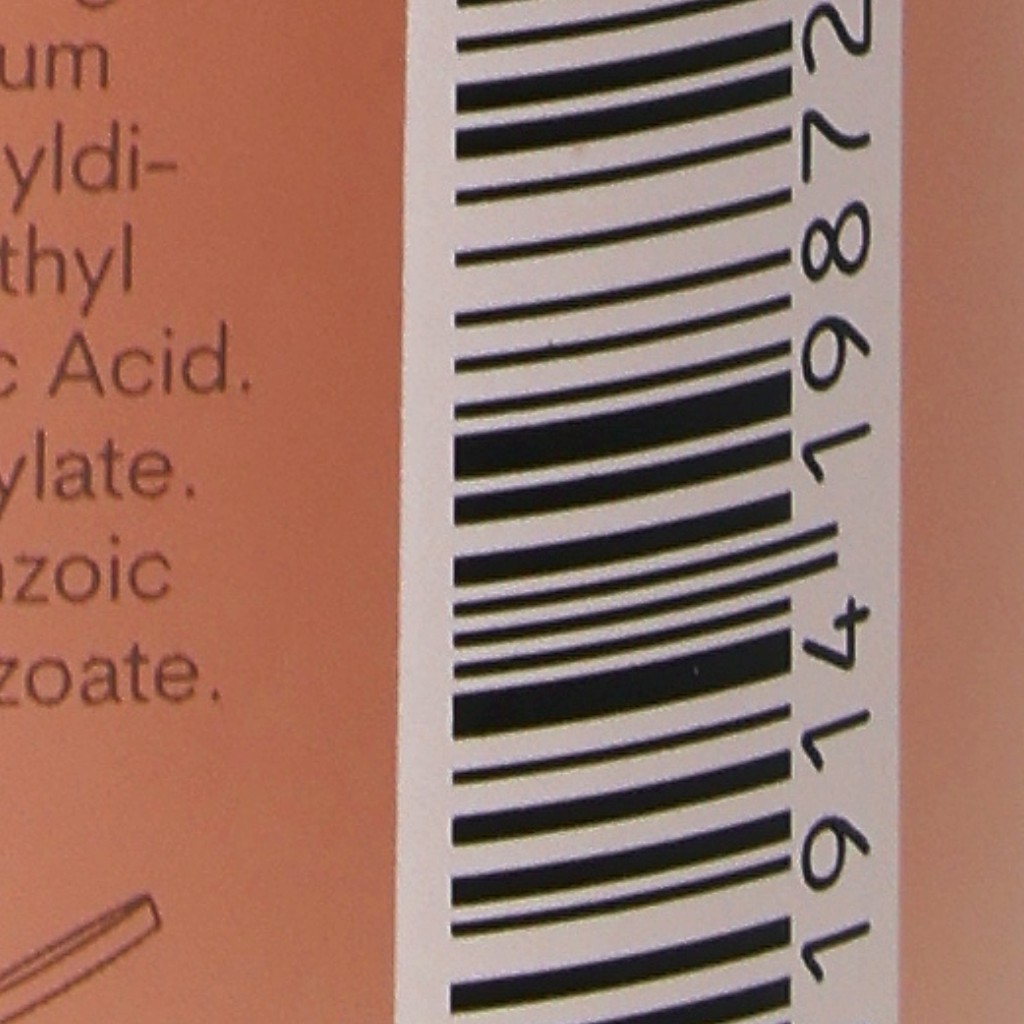 um
yldi-
thyl
c Acid.
ylate.
nzoic
zoate.
1914 19872